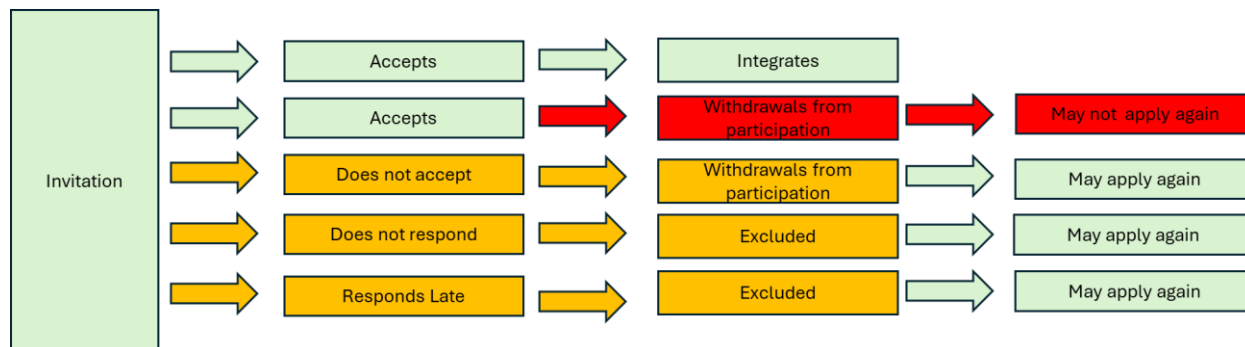 Invitation
Accepts
Integrates
Accepts
Withdrawals from
participation
May not apply again
Does not accept
Withdrawals from
participation
May apply again
Does not respond
Excluded
May apply again
Responds Late
Excluded
May apply again